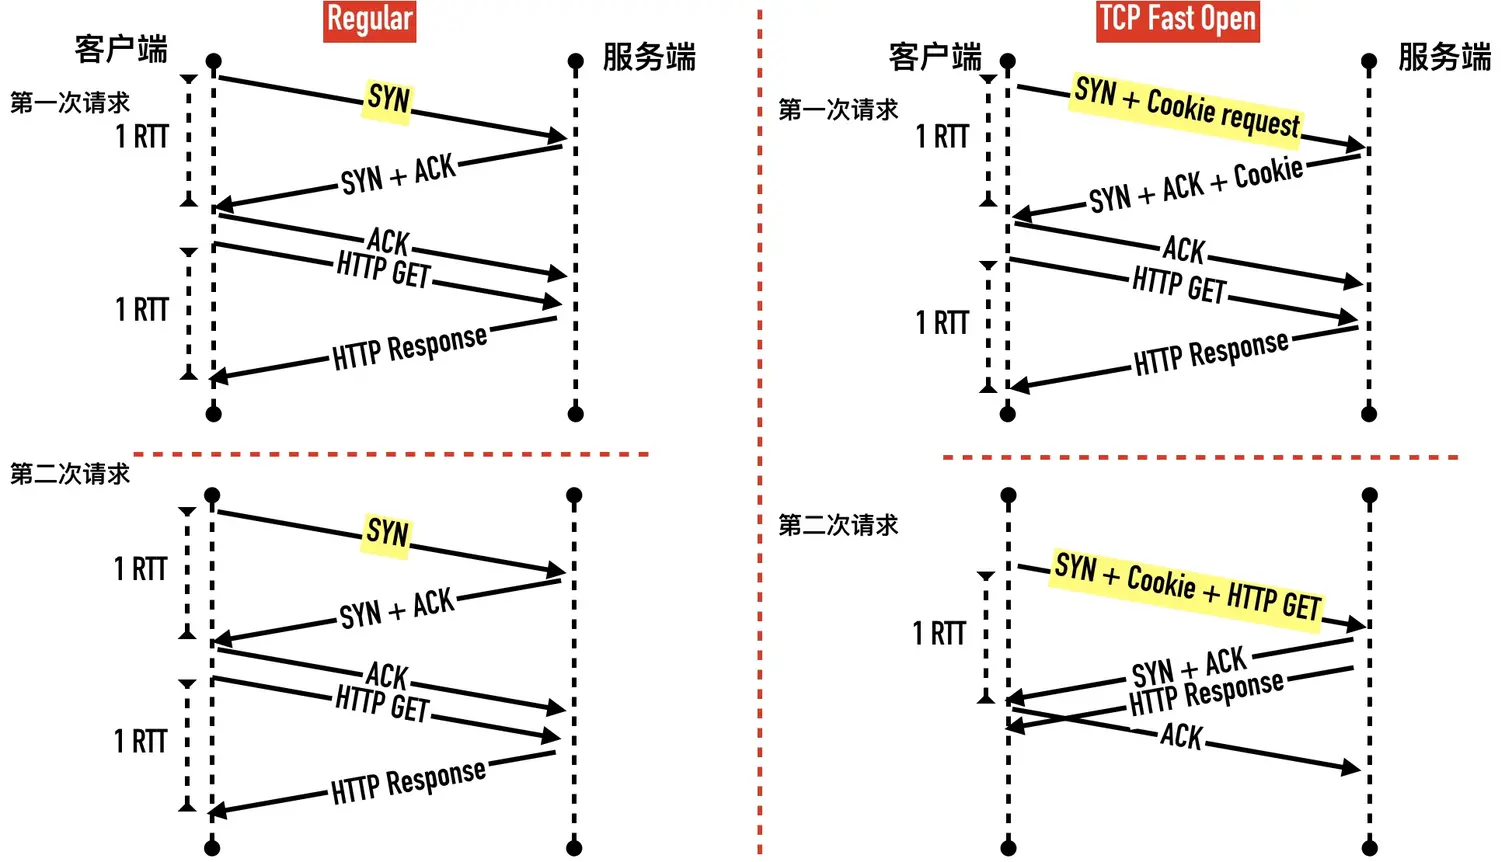 Regular
客户端
服务端
第一次请求
1 RTT
SYN
SYN + ACK
ACK
HTTP GET
1 RTT
HTTP Response
第二次请求
1 RTT
SYN
SYN + ACK
ACK
HTTP GET
1 RTT
HTTP Response
TCP Fast Open
客户端
服务端
第一次请求
1 RTT
SYN + Cookie request
SYN + ACK + Cookie
ACK
HTTP GET
1 RTT
HTTP Response
第二次请求
SYN + Cookie + HTTP GET
1 RTT
SYN + ACK
HTTP Response
ACK